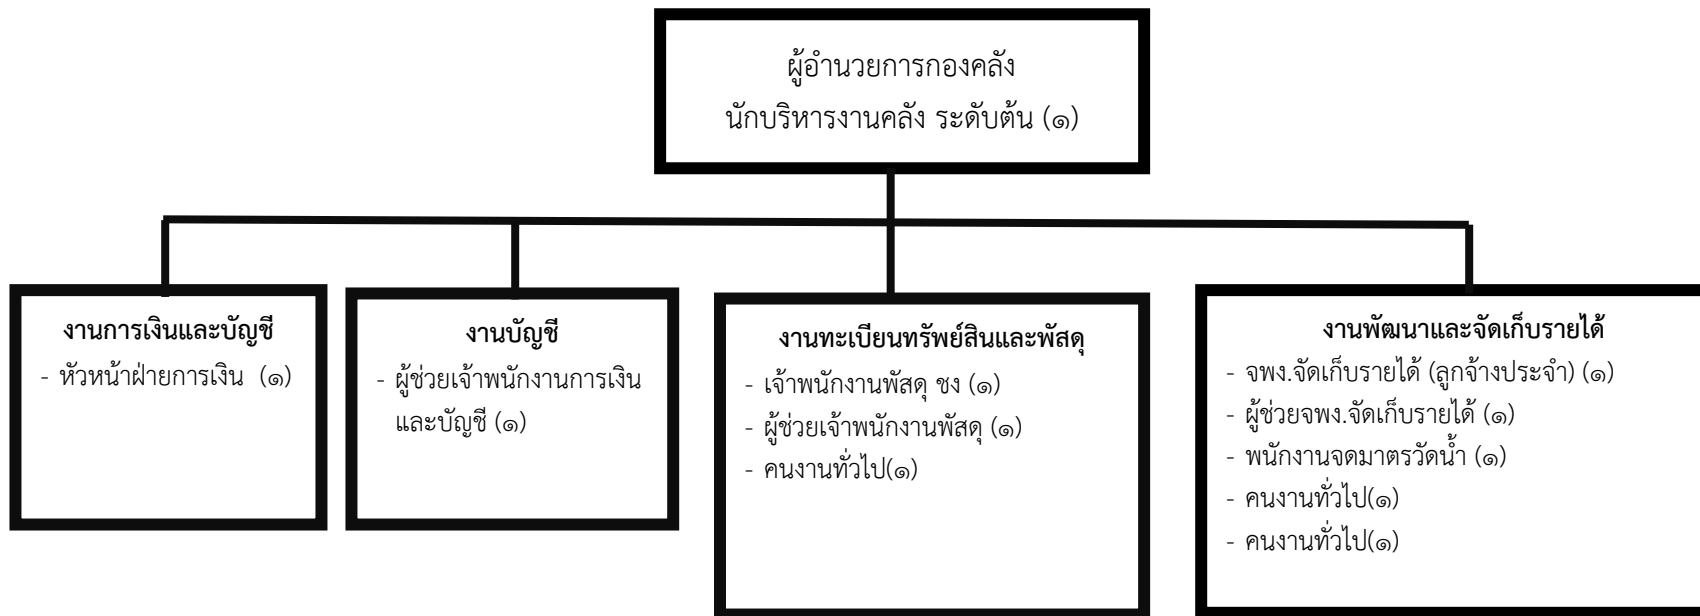 ผู้อำนวยการกองคลัง
นักบริหารงานคลัง ระดับต้น (๑)
งานการเงินและบัญชี
- หัวหน้าฝ่ายการเงิน (๑)
งานบัญชี
- ผู้ช่วยเจ้าพนักงานการเงิน
และบัญชี (๑)
งานทะเบียนทรัพย์สินและพัสดุ
- เจ้าพนักงานพัสดุ ชง (๑)
- ผู้ช่วยเจ้าพนักงานพัสดุ (๑)
- คนงานทั่วไป(๑)
งานพัฒนาและจัดเก็บรายได้
- จพง.จัดเก็บรายได้ (ลูกจ้างประจำ) (๑)
- ผู้ช่วยจพง.จัดเก็บรายได้ (๑)
- พนักงานจดมาตรวัดน้ำ (๑)
- คนงานทั่วไป(๑)
- คนงานทั่วไป(๑)